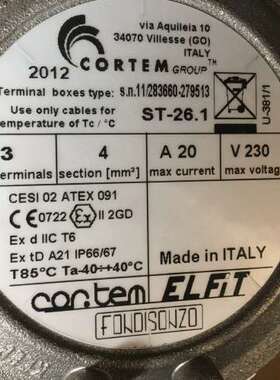 via Aquileia 10
34070 Villesse (GO)
ITALY
2012 CORTEM GROUP™
Terminal boxes type: s.n.11/283660-279513
Use only cables for
temperature of Tc / °C ST-26.1
U-381/1
3 4 A 20 V 230
terminals section [mm²] max current max voltage
CESI 02 ATEX 091
CE 0722 Ex II 2GD
Ex d IIC T6
Ex tD A21 IP66/67
T85°C Ta-40÷+40°C
Made in ITALY
cortem ELFIT
FONDISONZO